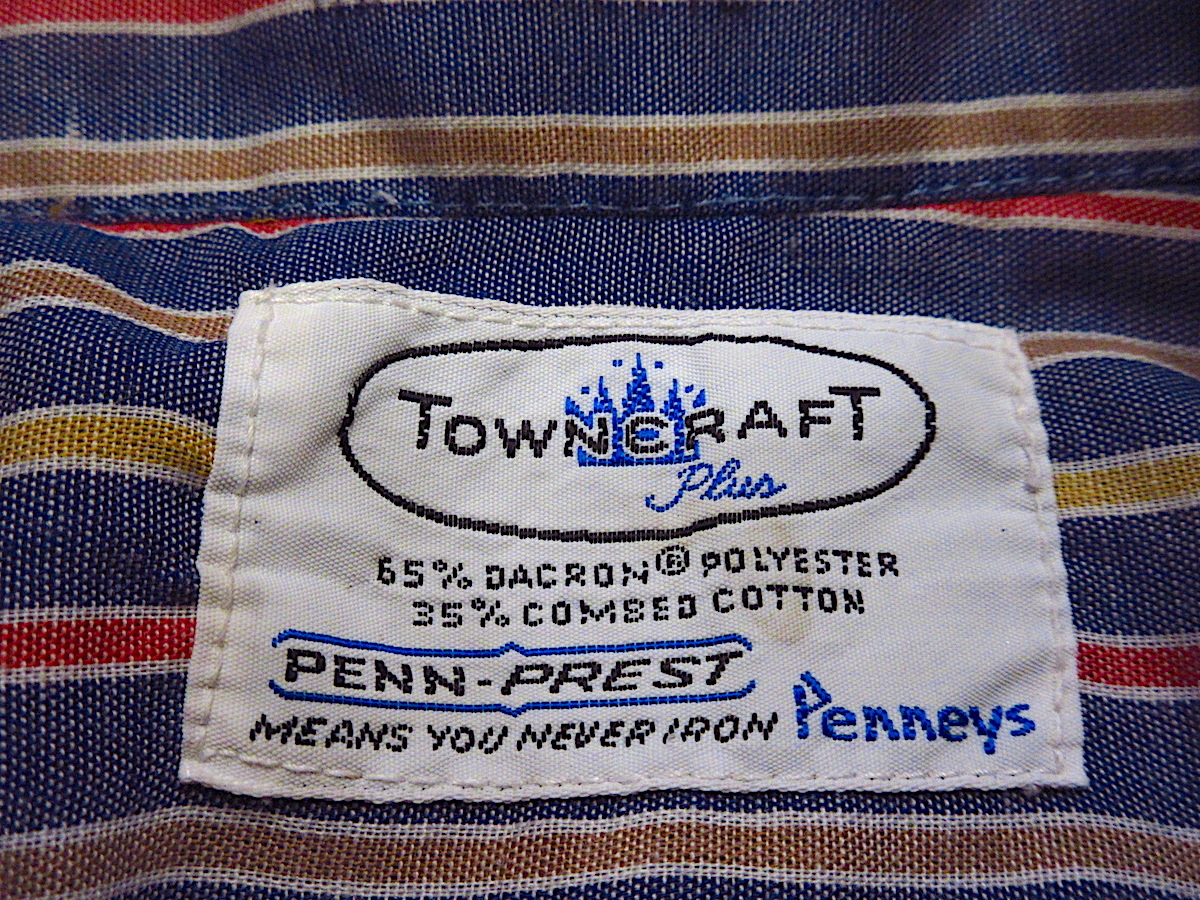 TOWNCRAFT
Plus
65% DACRON® POLYESTER
35% COMBED COTTON
PENN-PREST
MEANS YOU NEVER IRON
Penneys